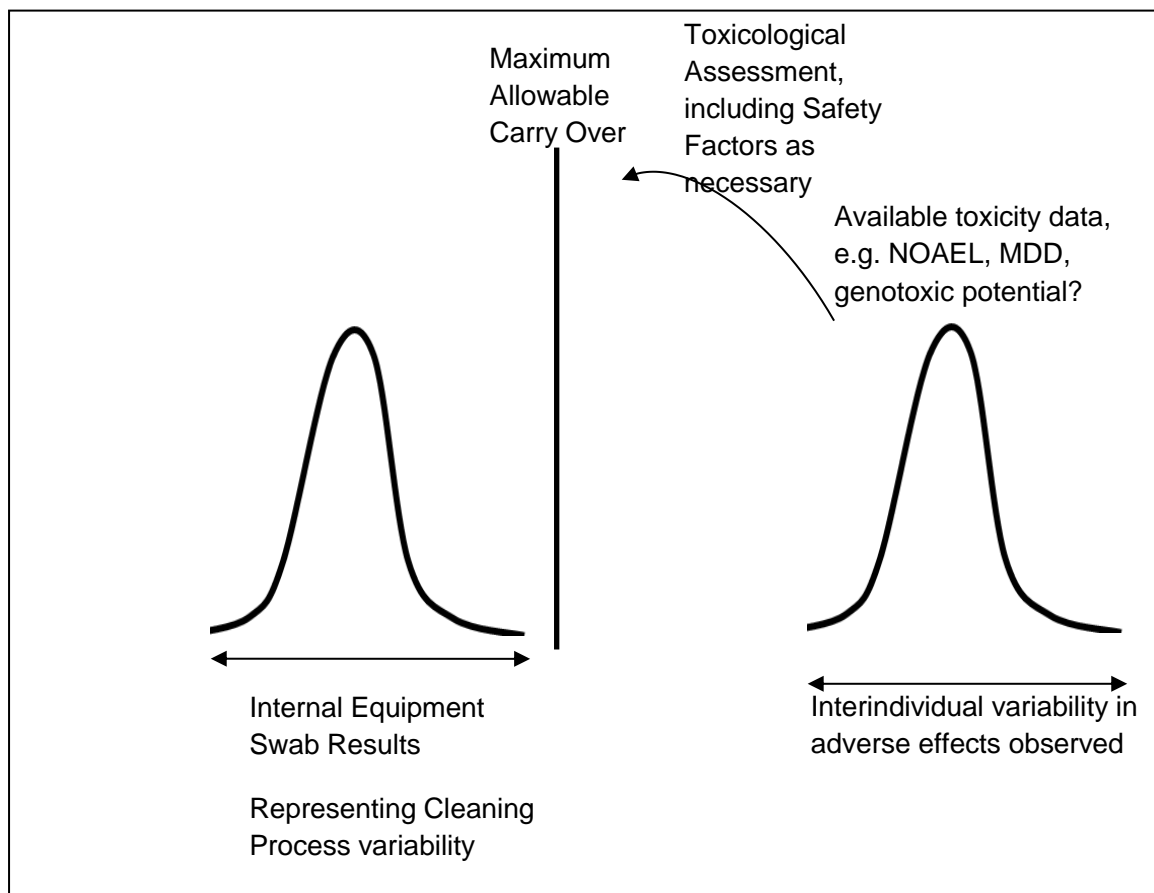 Maximum
Allowable
Carry Over
Toxicological
Assessment,
including Safety
Factors as
necessary
Available toxicity data,
e.g. NOAEL, MDD,
genotoxic potential?
Internal Equipment
Swab Results
Representing Cleaning
Process variability
Interindividual variability in
adverse effects observed